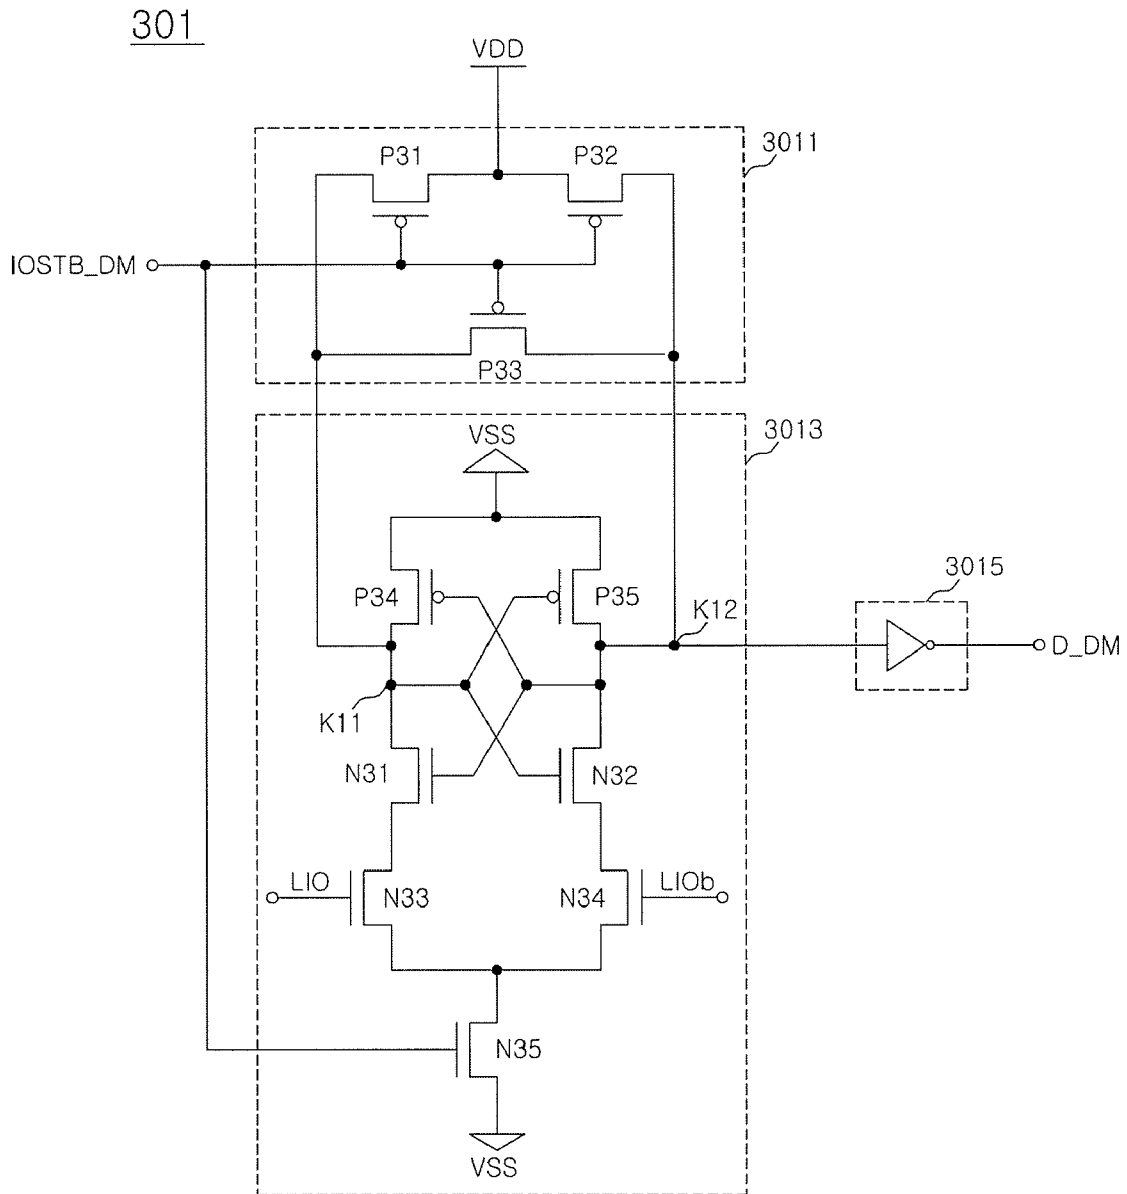 301
VDD
3011
P31
P32
IOSTB_DM
P33
3013
VSS
3015
P34
P35
K12
D_DM
K11
N31
N32
LIO
N33
N34
LIOb
N35
VSS